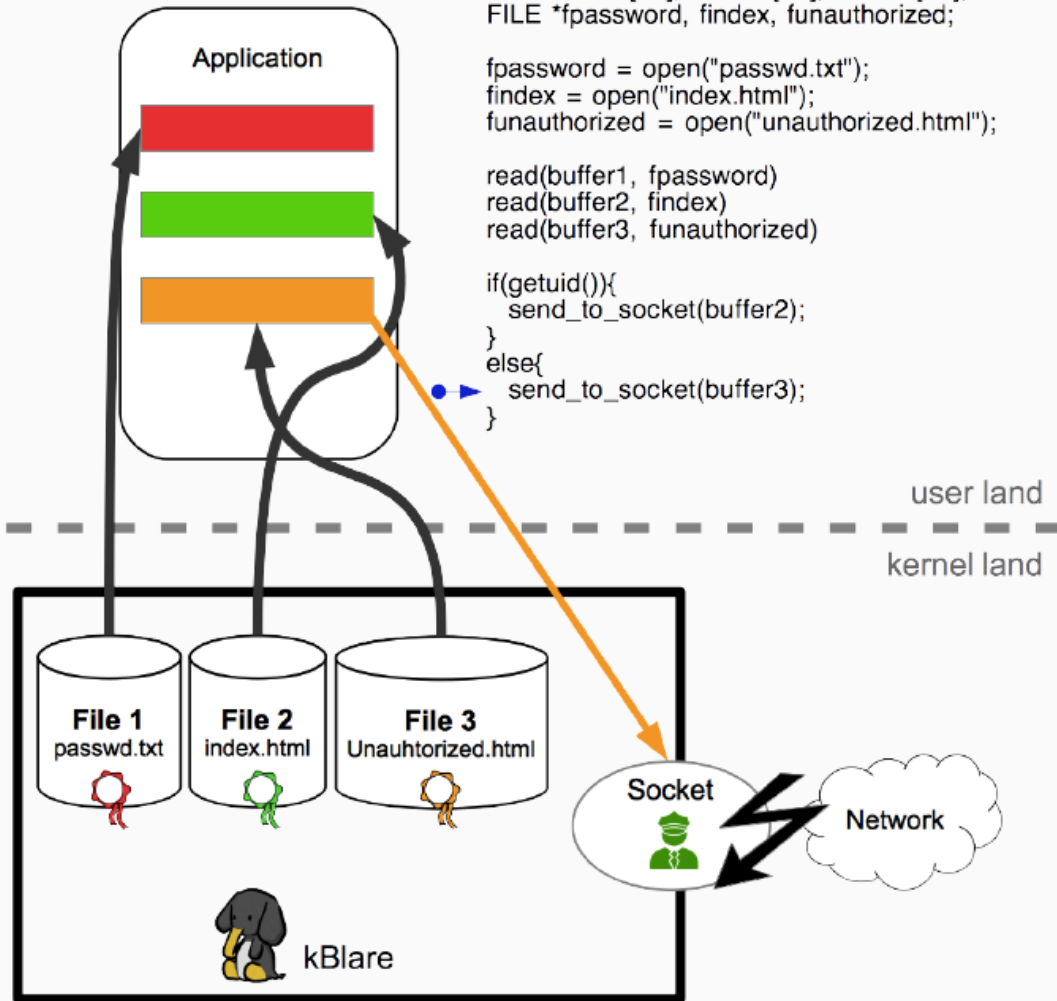 Application
FILE *fpassword, findex, funauthorized;
fpassword = open("passwd.txt");
findex = open("index.html");
funauthorized = open("unauthorized.html");
read(buffer1, fpassword)
read(buffer2, findex)
read(buffer3, funauthorized)
if(getuid()){
send_to_socket(buffer2);
}
else{
send_to_socket(buffer3);
}
user land
kernel land
File 1
passwd.txt
File 2
index.html
File 3
Unauhtorized.html
Socket
Network
kBlare